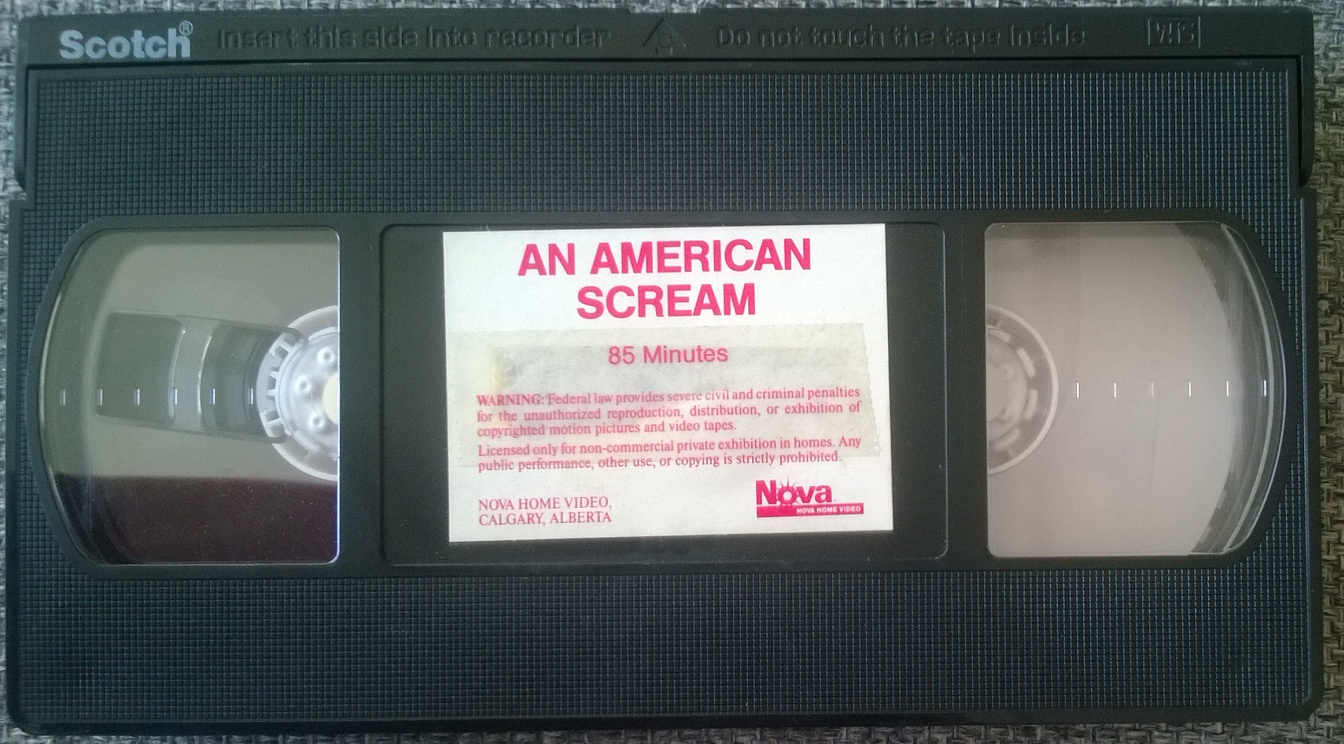 Scotch®
Insert this side into recorder
Do not touch the tape inside
VHS
AN AMERICAN
SCREAM
85 Minutes
WARNING: Federal law provides severe civil and criminal penalties
for the unauthorized reproduction, distribution, or exhibition of
copyrighted motion pictures and video tapes.
Licensed only for non-commercial private exhibition in homes. Any
public performance, other use, or copying is strictly prohibited.
NOVA HOME VIDEO,
CALGARY, ALBERTA
Nova
NOVA HOME VIDEO